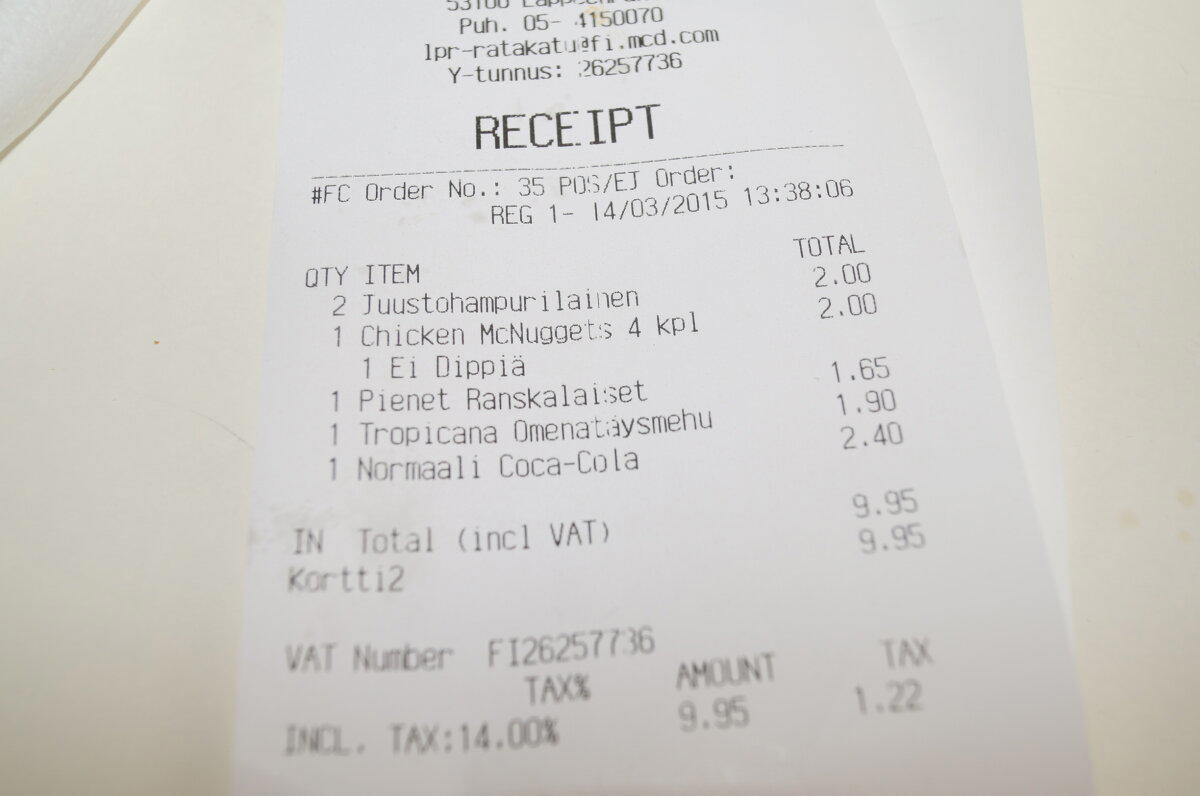 53100
Puh. 05- 4150070
lpr-ratakatu@fi.mcd.com
Y-tunnus: 26257736
RECEIPT
#FC Order No.: 35 POS/EJ Order:
REG 1- 14/03/2015 13:38:06
QTY ITEM TOTAL
2 Juustohampurilainen 2.00
1 Chicken McNuggets 4 kpl 2.00
1 Ei Dippiä
1 Pienet Ranskalaiset 1.65
1 Tropicana Omenatäysmehu 1.90
1 Normaali Coca-Cola 2.40
IN Total (incl VAT) 9.95
Kortti2 9.95
VAT Number FI26257736
TAX% AMOUNT TAX
INCL. TAX:14.00% 9.95 1.22